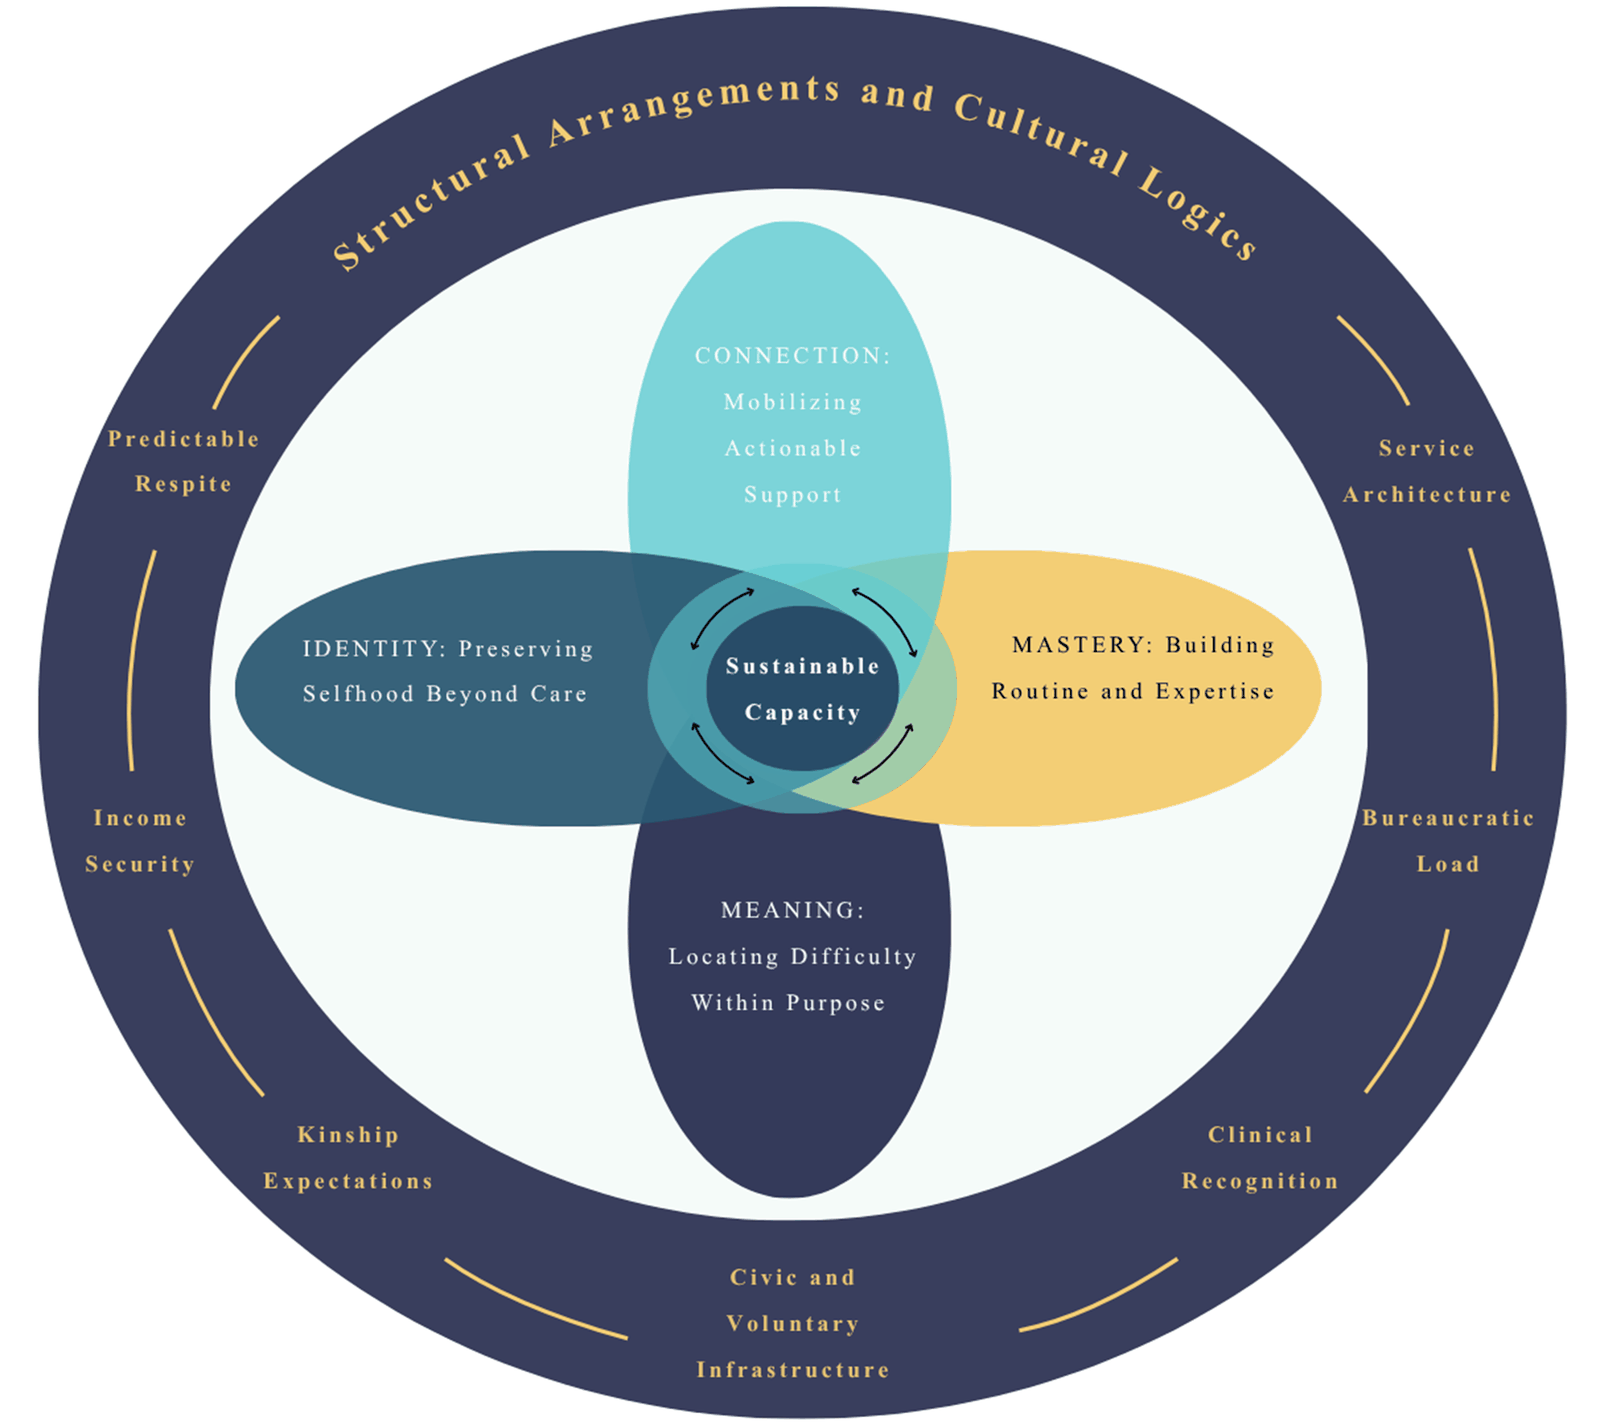 Structural Arrangements and Cultural Logics
Predictable
Respite
Service
Architecture
CONNECTION:
Mobilizing
Actionable
Support
IDENTITY: Preserving
Selfhood Beyond Care
Sustainable
Capacity
MASTERY: Building
Routine and Expertise
Income
Security
Bureaucratic
Load
MEANING:
Locating Difficulty
Within Purpose
Kinship
Expectations
Clinical
Recognition
Civic and
Voluntary
Infrastructure